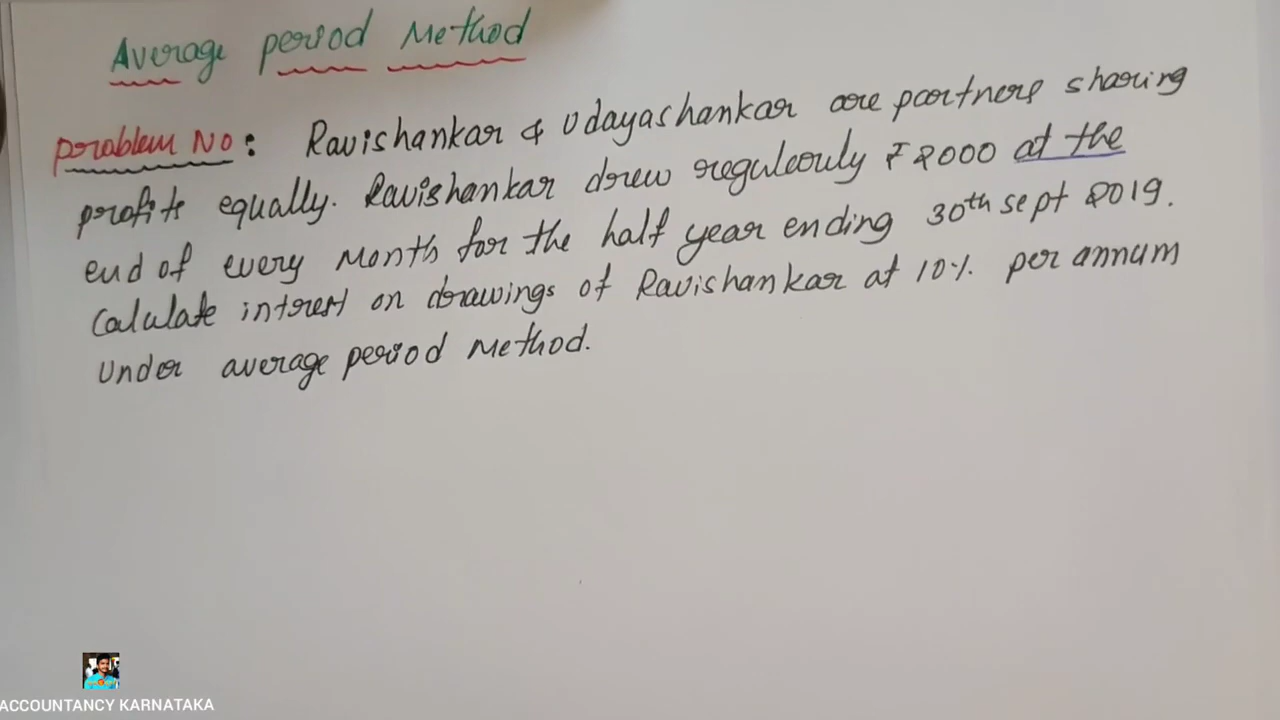 Average period Method
problem No: Ravishankar & Udayashankar are partners sharing
profits equally. Ravishankar drew regularly ₹ 2000 at the
end of every Month for the half year ending 30th sept 2019.
Calulate intrest on drawings of Ravishankar at 10% per annum
Under average period Method.
ACCOUNTANCY KARNATAKA